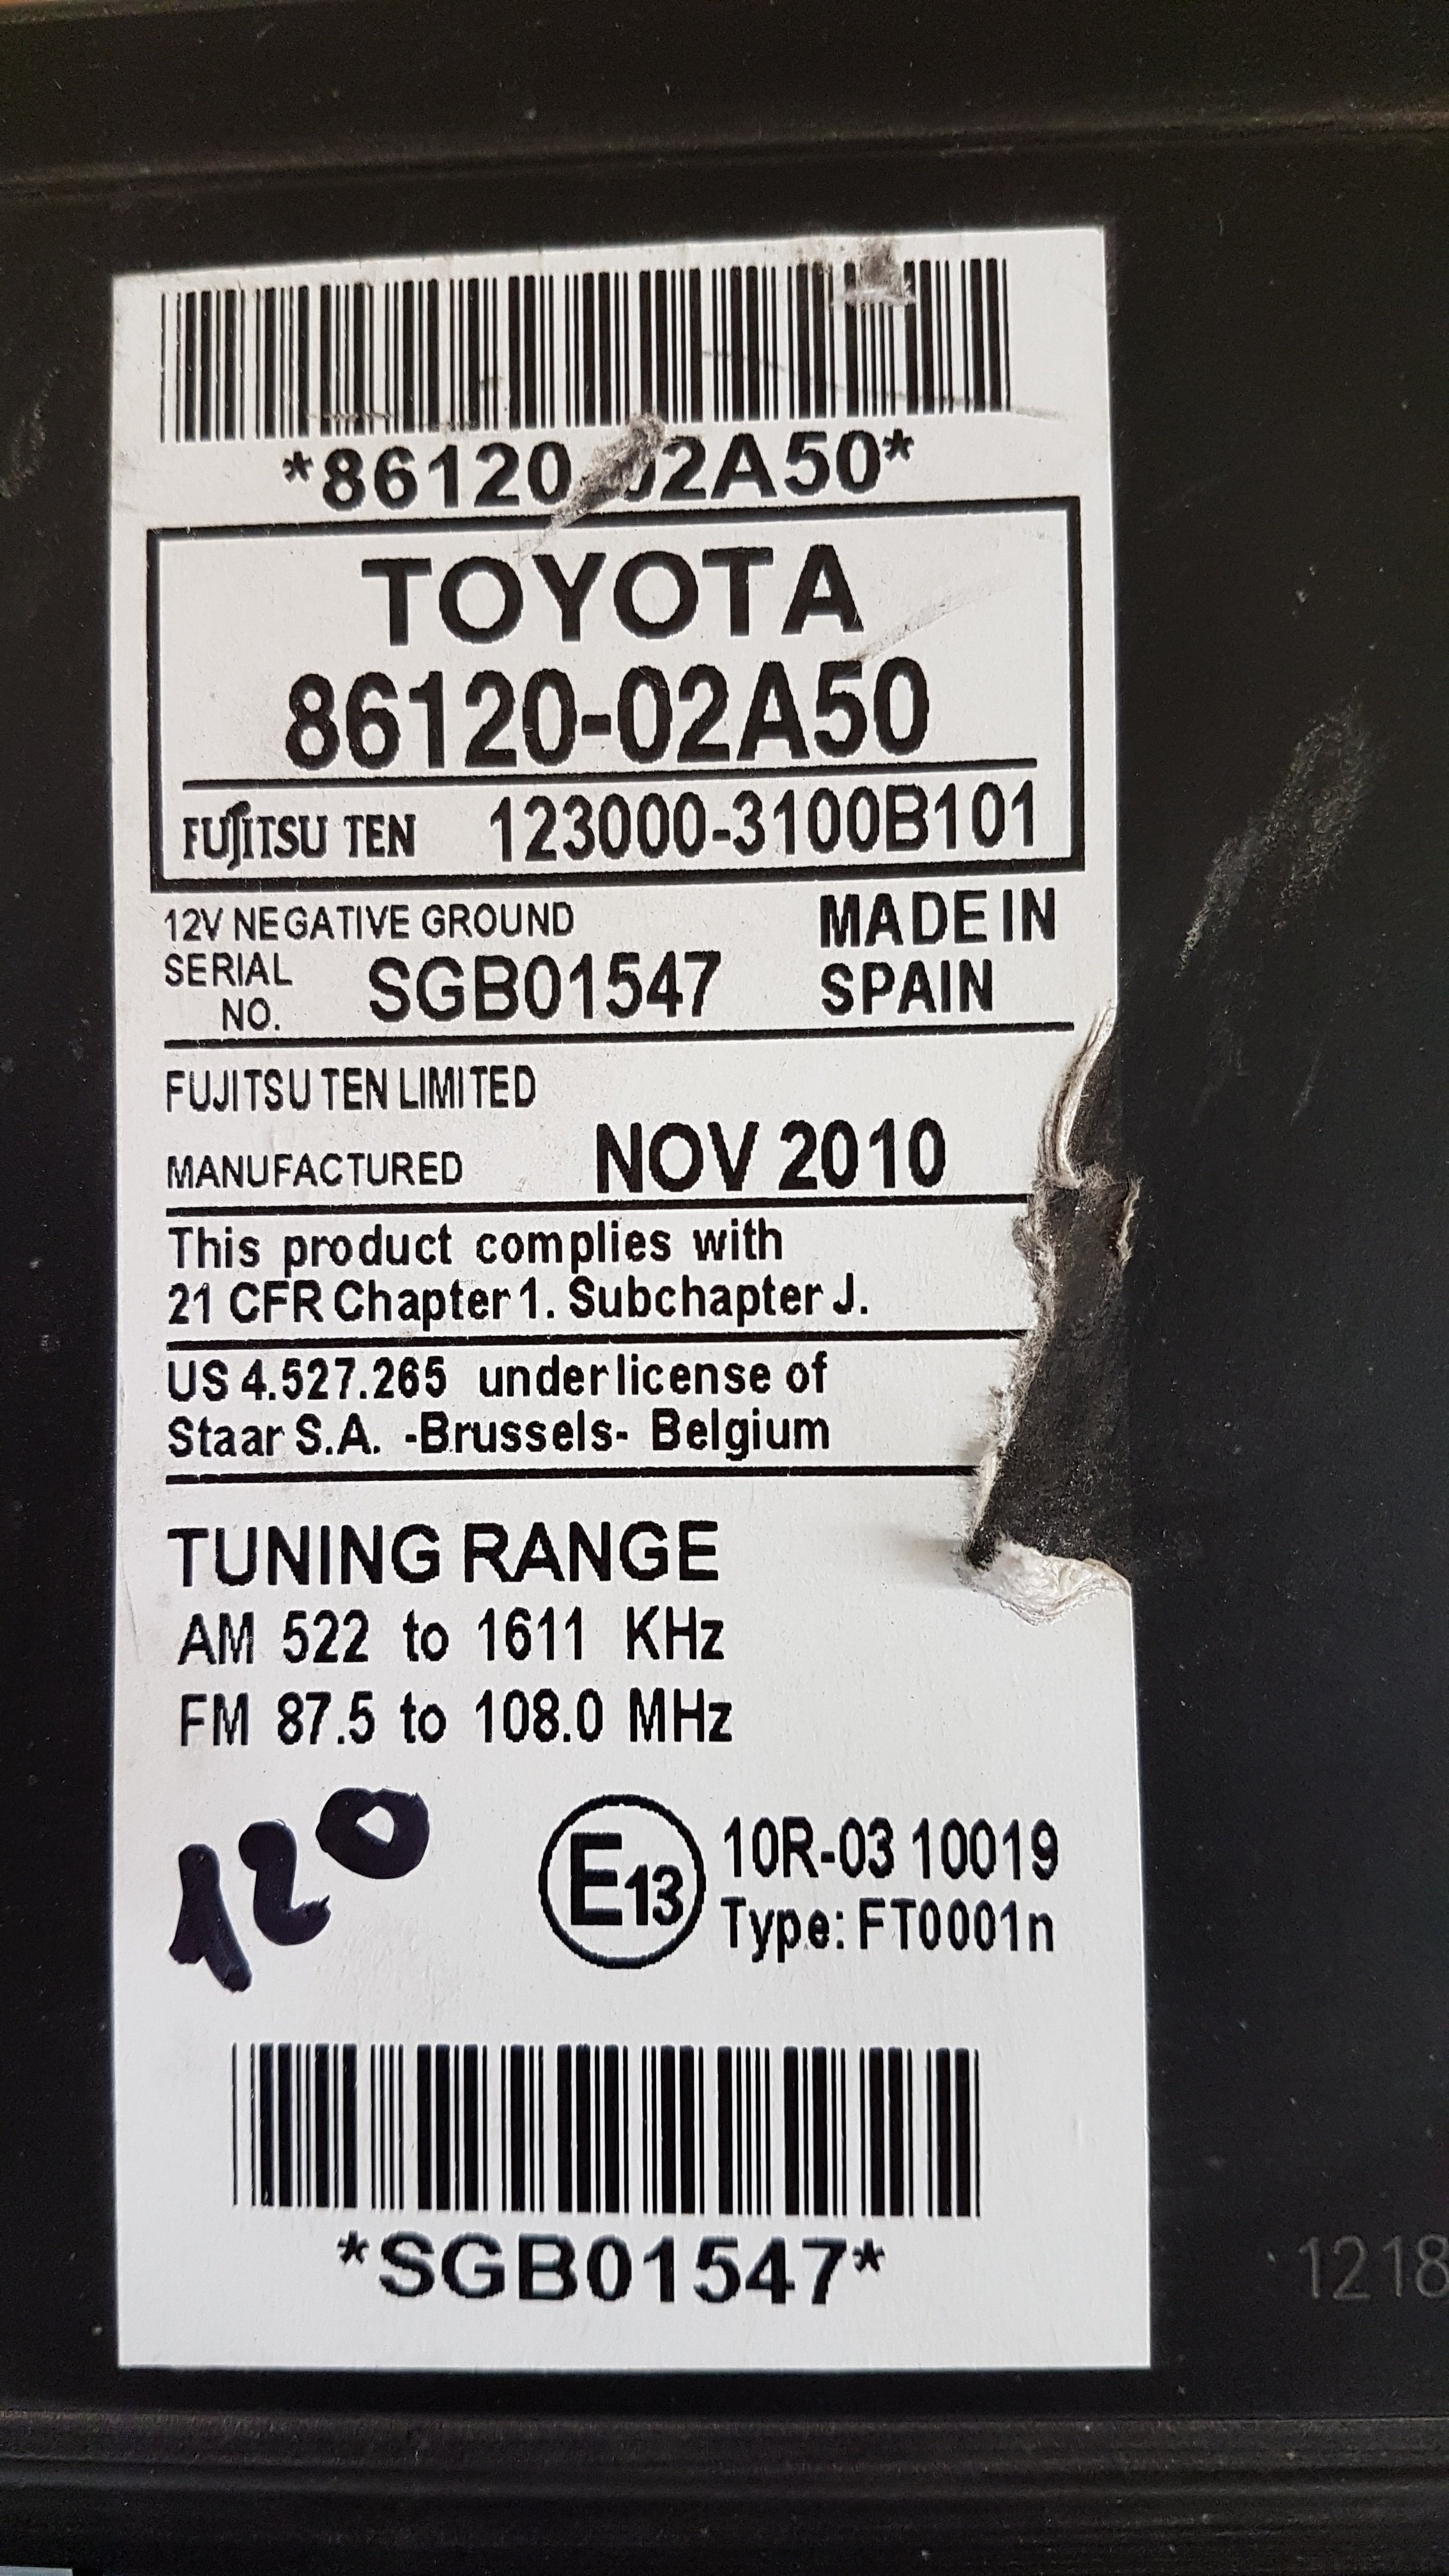 *86120-02A50*
TOYOTA
86120-02A50
FUJITSU TEN 123000-3100B101
12V NEGATIVE GROUND
MADE IN
SPAIN
SERIAL
NO.
SGB01547
FUJITSU TEN LIMITED
MANUFACTURED NOV 2010
This product complies with
21 CFR Chapter 1. Subchapter J.
US 4.527.265 under license of
Staar S.A. -Brussels- Belgium
TUNING RANGE
AM 522 to 1611 KHz
FM 87.5 to 108.0 MHz
120
E13
10R-03 10019
Type: FT0001n
*SGB01547*
1218